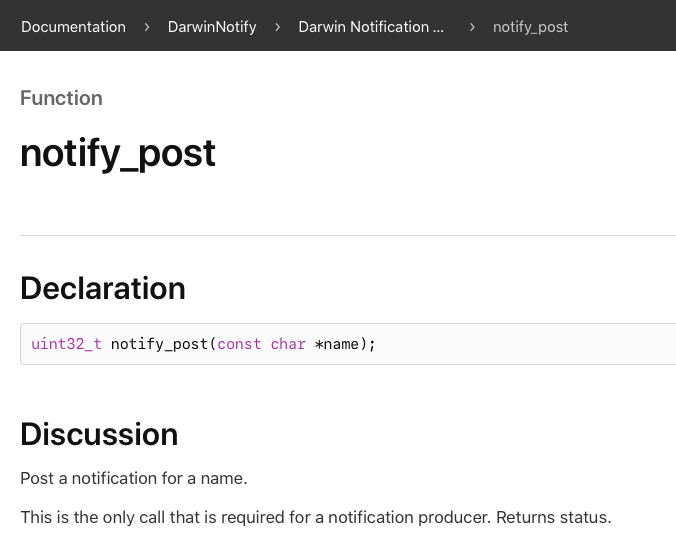 Documentation > DarwinNotify > Darwin Notification ... > notify_post
Function
notify_post
Declaration
uint32_t notify_post(const char *name);
Discussion
Post a notification for a name.
This is the only call that is required for a notification producer. Returns status.